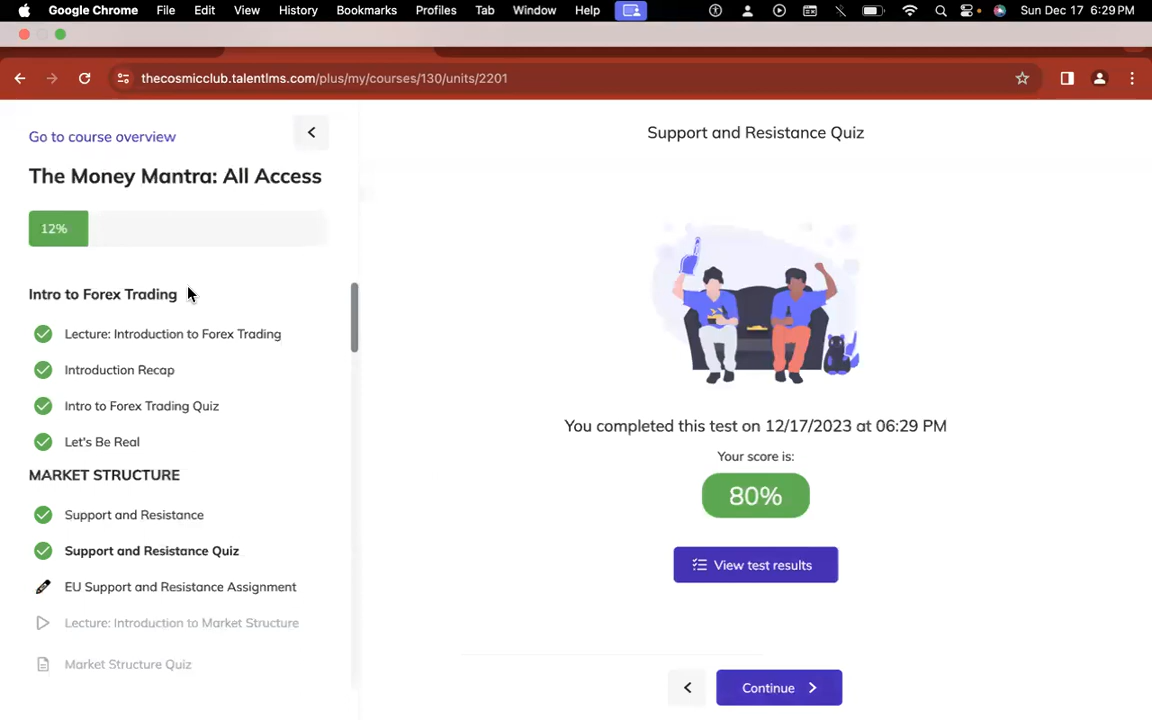 Google Chrome File Edit View History Bookmarks Profiles Tab Window Help Sun Dec 17 6:29 PM
thecosmicclub.talentlms.com/plus/my/courses/130/units/2201
Go to course overview
The Money Mantra: All Access
12%
Intro to Forex Trading
Lecture: Introduction to Forex Trading
Introduction Recap
Intro to Forex Trading Quiz
Let's Be Real
MARKET STRUCTURE
Support and Resistance
Support and Resistance Quiz
EU Support and Resistance Assignment
Lecture: Introduction to Market Structure
Market Structure Quiz
Support and Resistance Quiz
You completed this test on 12/17/2023 at 06:29 PM
Your score is:
80%
View test results
Continue